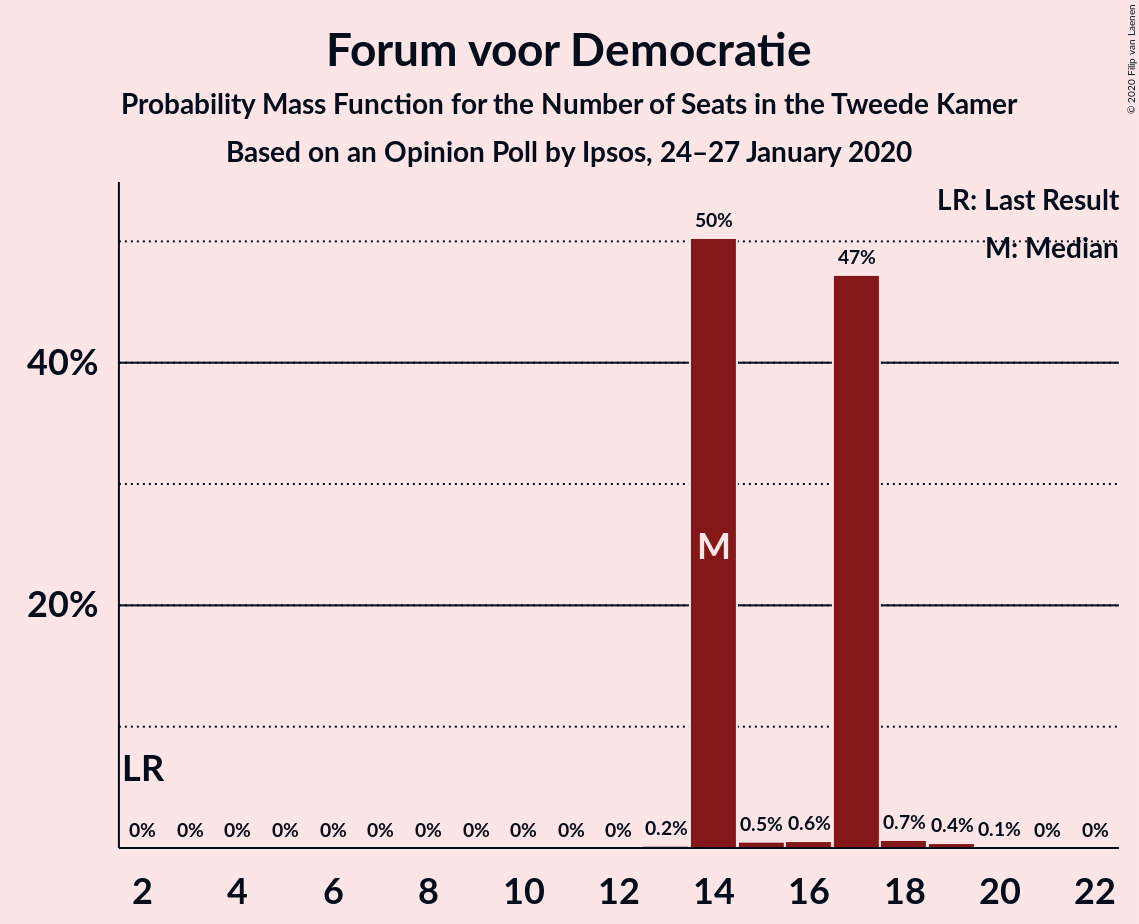 Forum voor Democratie
Probability Mass Function for the Number of Seats in the Tweede Kamer
Based on an Opinion Poll by Ipsos, 24–27 January 2020
© 2020 Filip van Laenen
LR: Last Result
M: Median
50%
47%
40%
M
20%
LR
0% 0% 0% 0% 0% 0% 0% 0% 0% 0% 0% 0.2% 0.5% 0.6% 0.7% 0.4% 0.1% 0% 0%
2 4 6 8 10 12 14 16 18 20 22